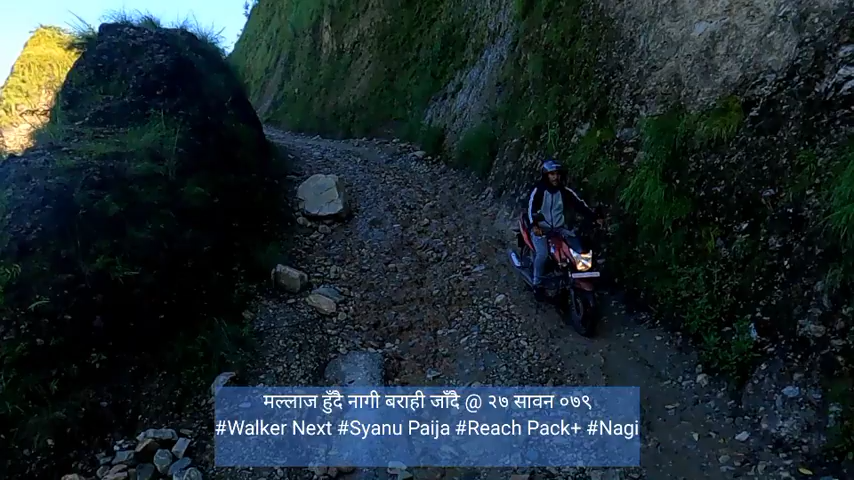 मल्लाज हुँदै नागी बराही जाँदै @ २७ सावन ०७९
#Walker Next #Syanu Paija #Reach Pack+ #Nagi